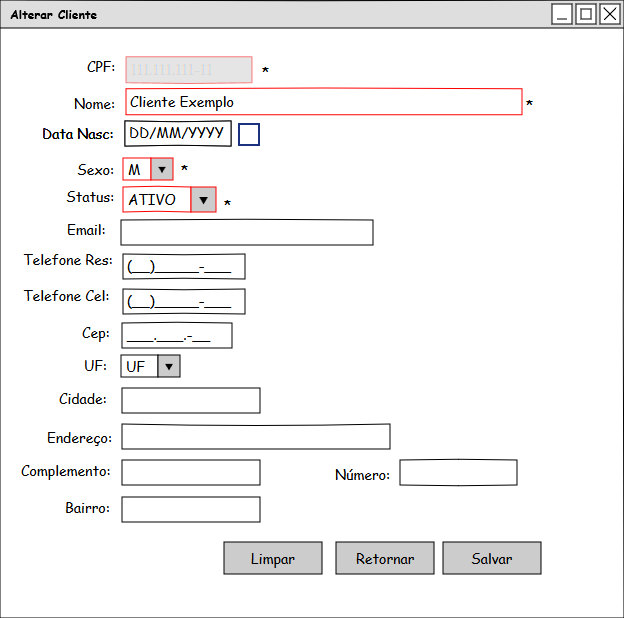 Alterar Cliente
CPF: 111.111.111-11 *
Nome: Cliente Exemplo *
Data Nasc: DD/MM/YYYY
Sexo: M *
Status: ATIVO *
Email:
Telefone Res: (__)_____-___
Telefone Cel: (__)_____-___
Cep: ___.___.-__
UF: UF
Cidade:
Endereço:
Complemento: Número:
Bairro:
Limpar Retornar Salvar